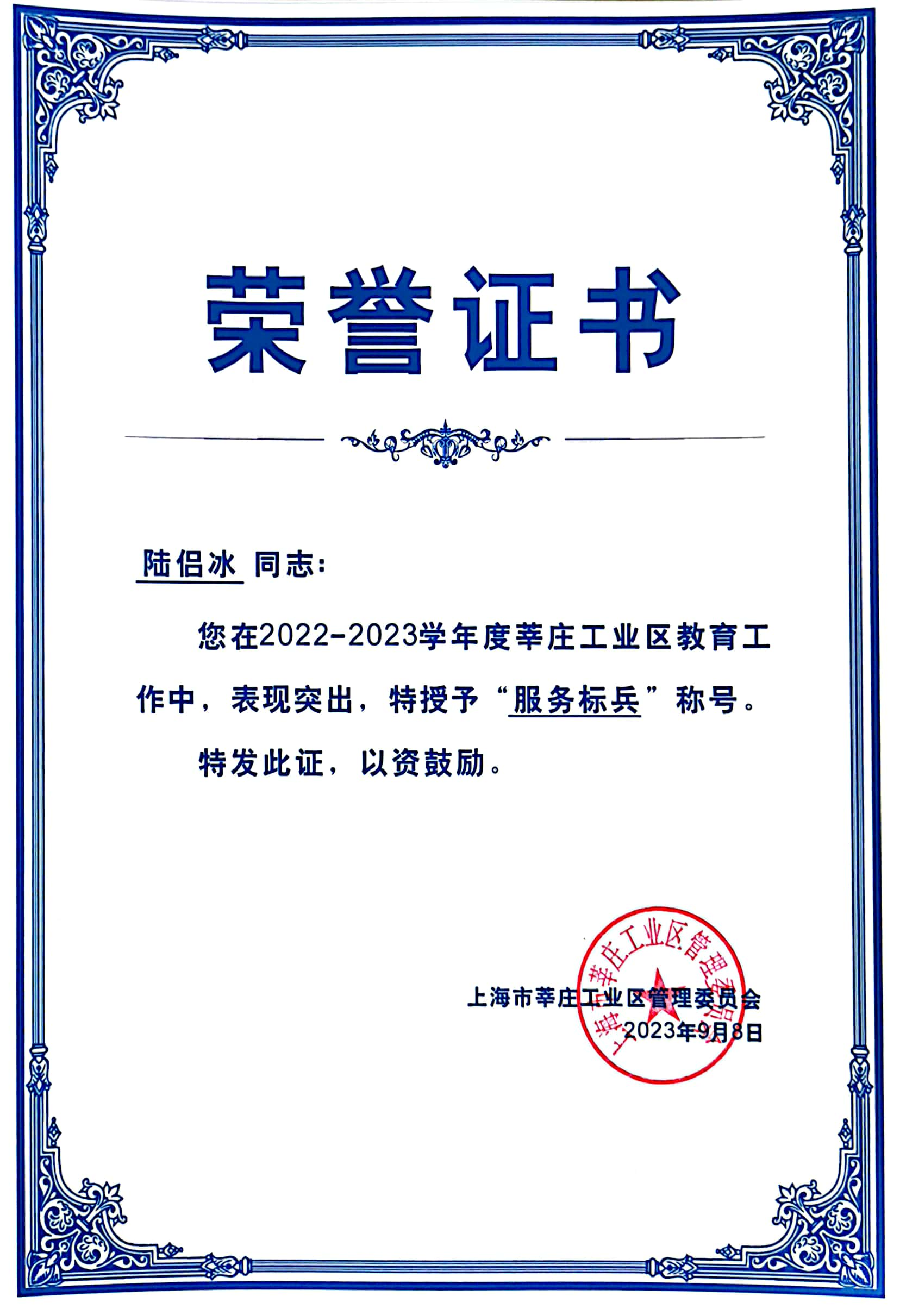 荣誉证书
陆侣冰 同志：
您在2022-2023学年度莘庄工业区教育工
作中，表现突出，特授予“服务标兵”称号。
特发此证，以资鼓励。
上海市莘庄工业区管理委员会
上海市莘庄工业区管理委员会
2023年9月8日